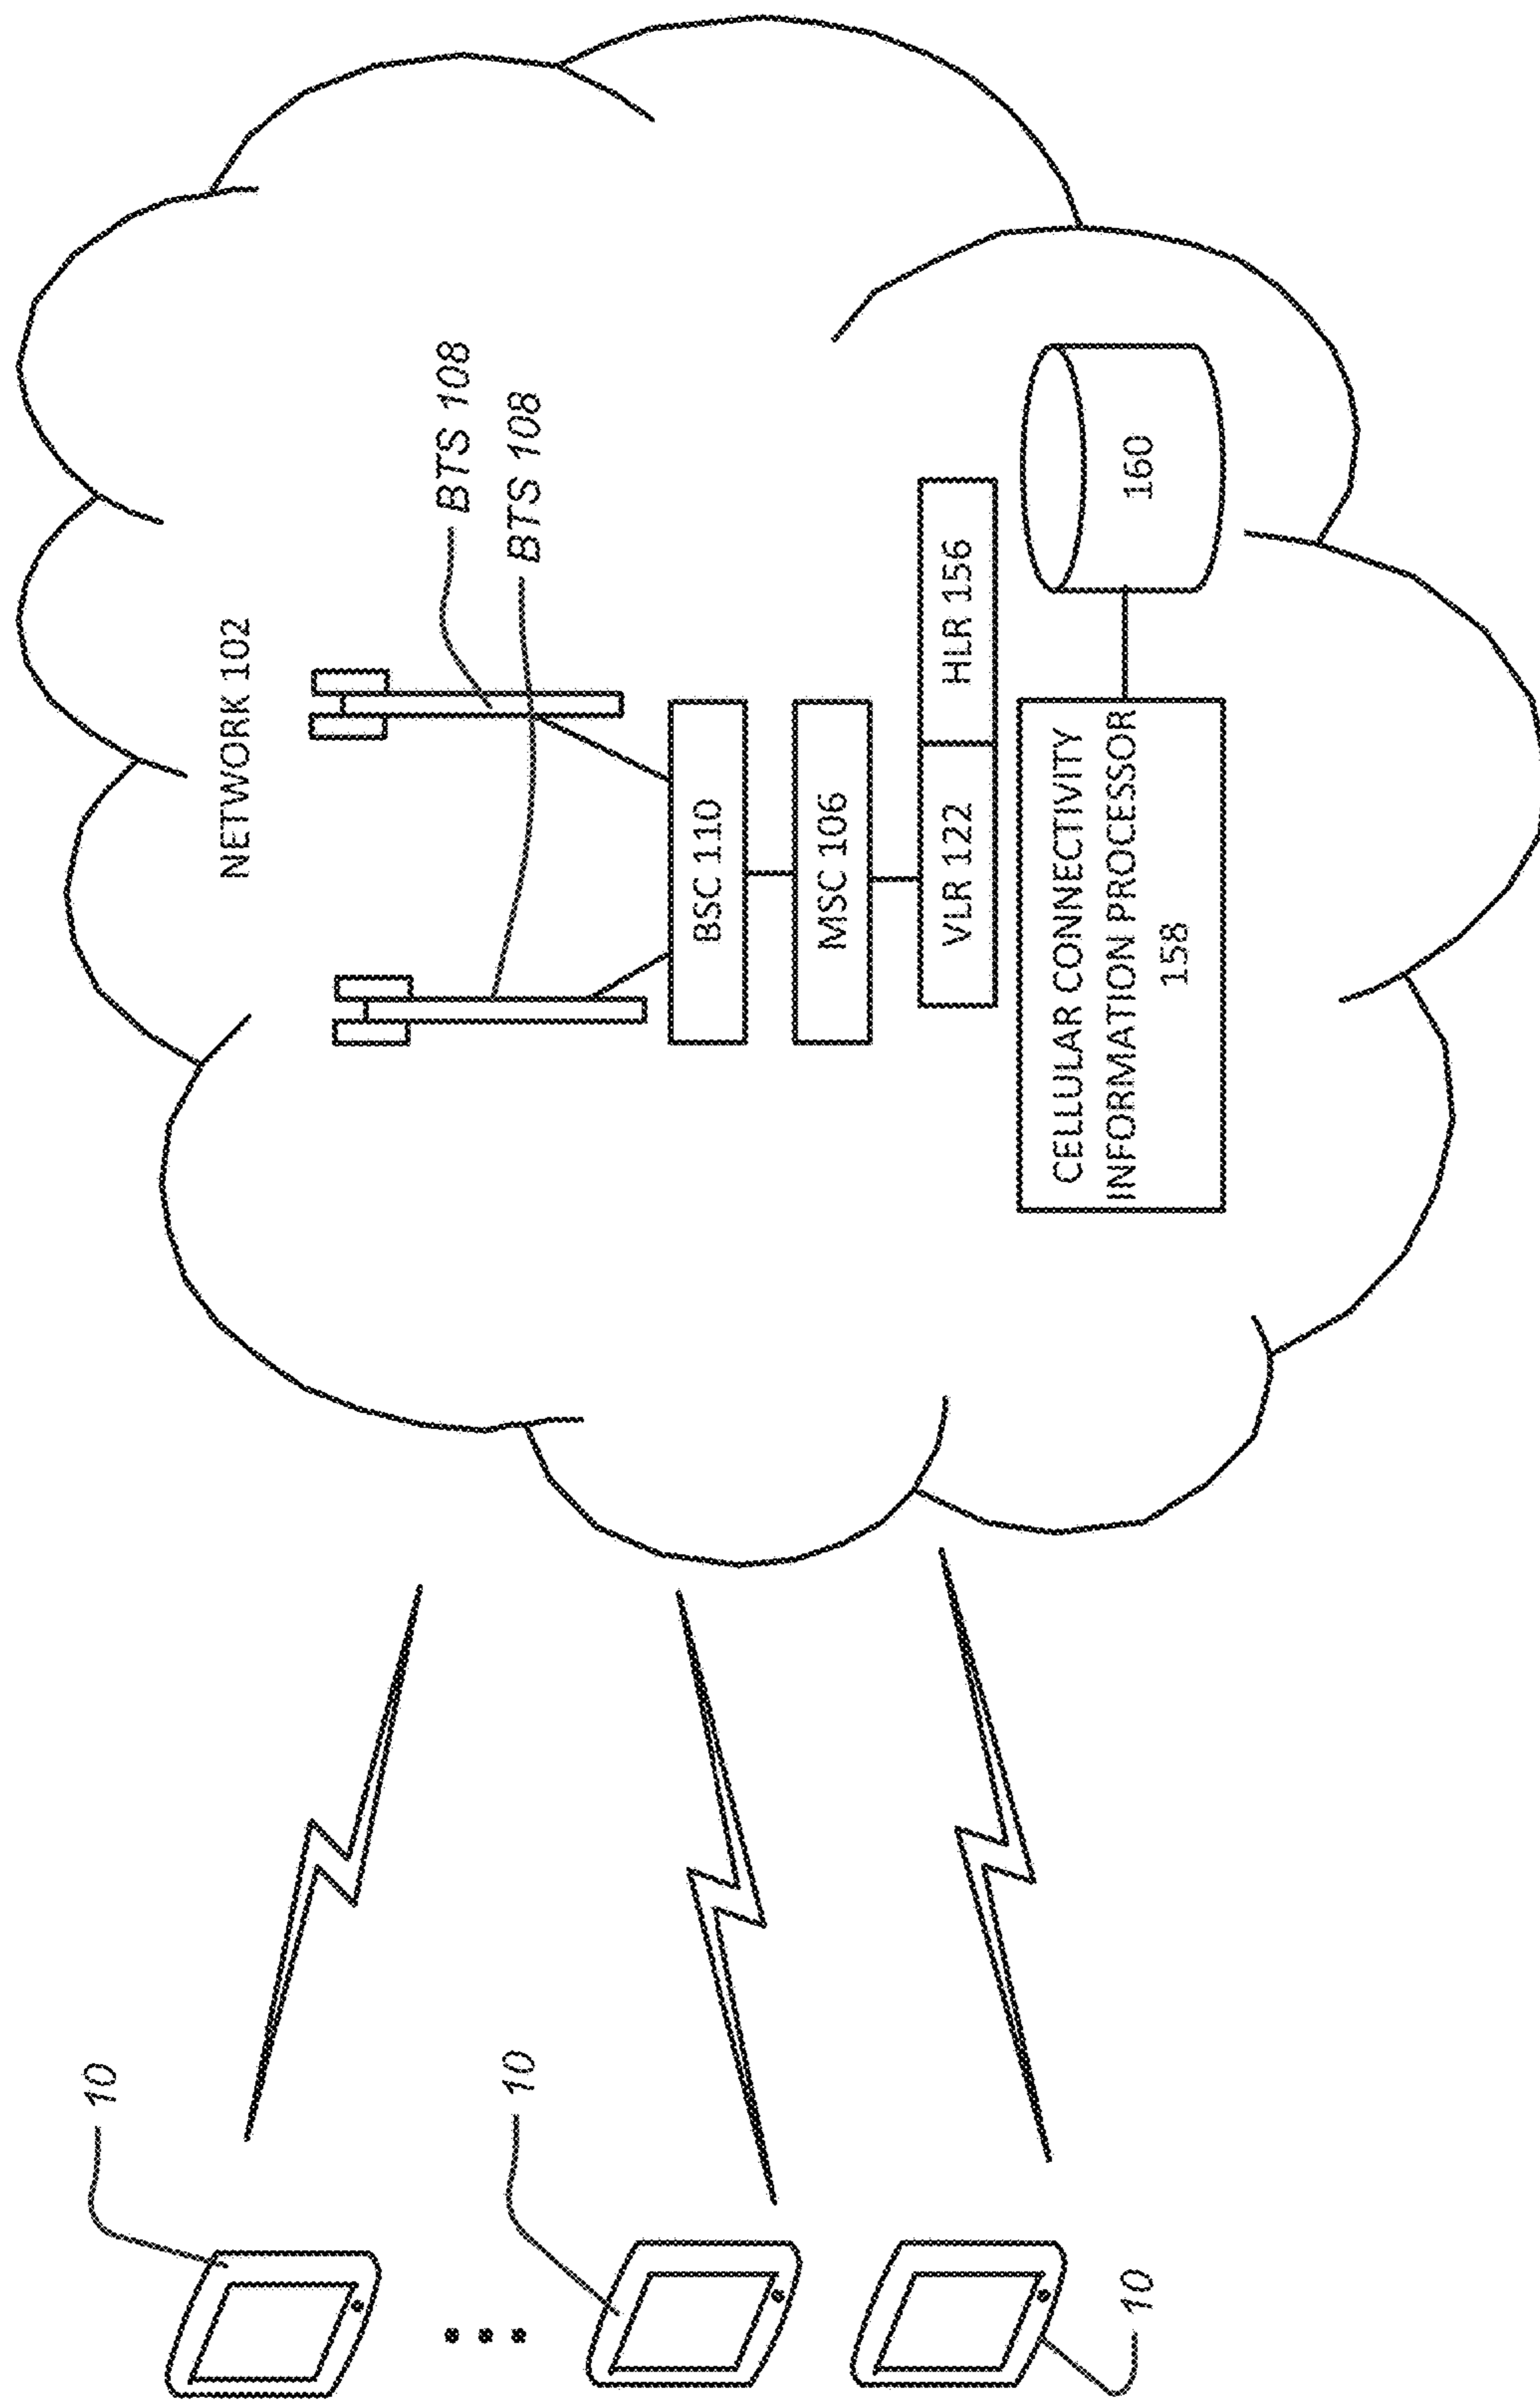 NETWORK 102
10
BTS 108
BTS 108
10
BSC 110
MSC 106
VLR 122
HLR 156
CELLULAR CONNECTIVITY
INFORMATION PROCESSOR
158
160
10